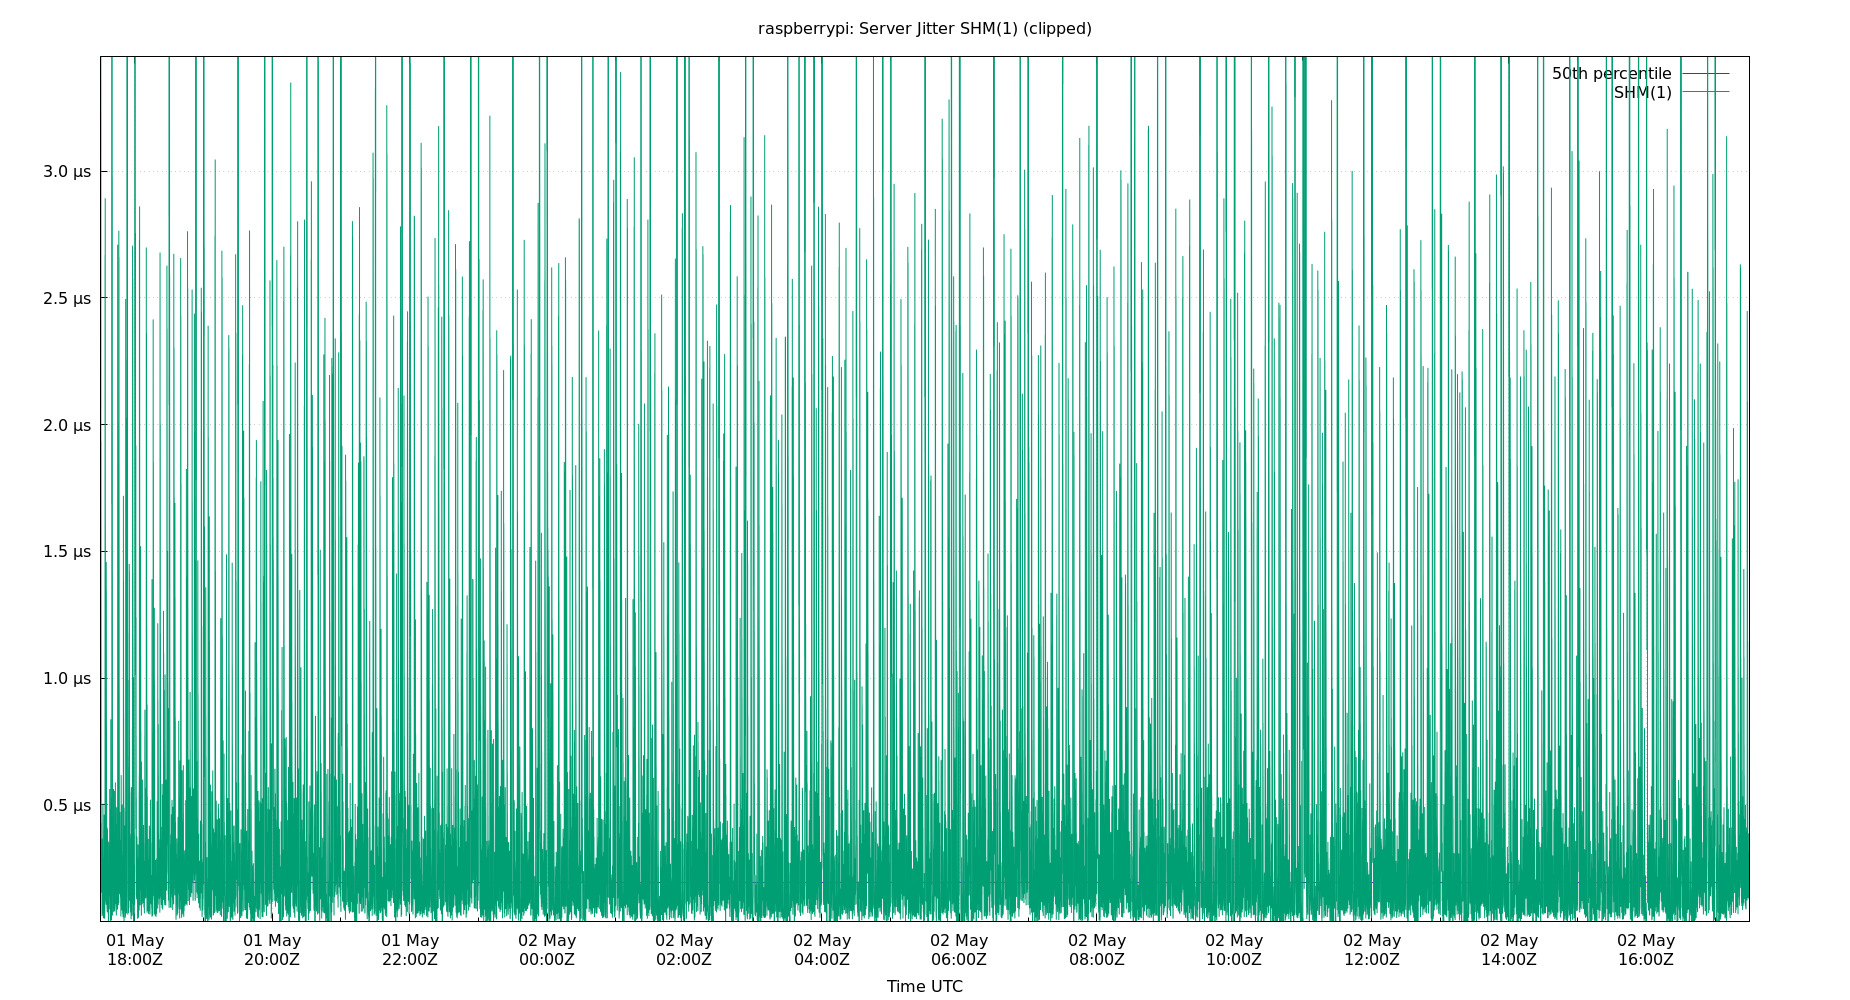 raspberrypi: Server Jitter SHM(1) (clipped)
50th percentile
SHM(1)
3.0 µs
2.5 µs
2.0 µs
1.5 µs
1.0 µs
0.5 µs
01 May 01 May 01 May 02 May 02 May 02 May 02 May 02 May 02 May 02 May 02 May 02 May
18:00Z 20:00Z 22:00Z 00:00Z 02:00Z 04:00Z 06:00Z 08:00Z 10:00Z 12:00Z 14:00Z 16:00Z
Time UTC